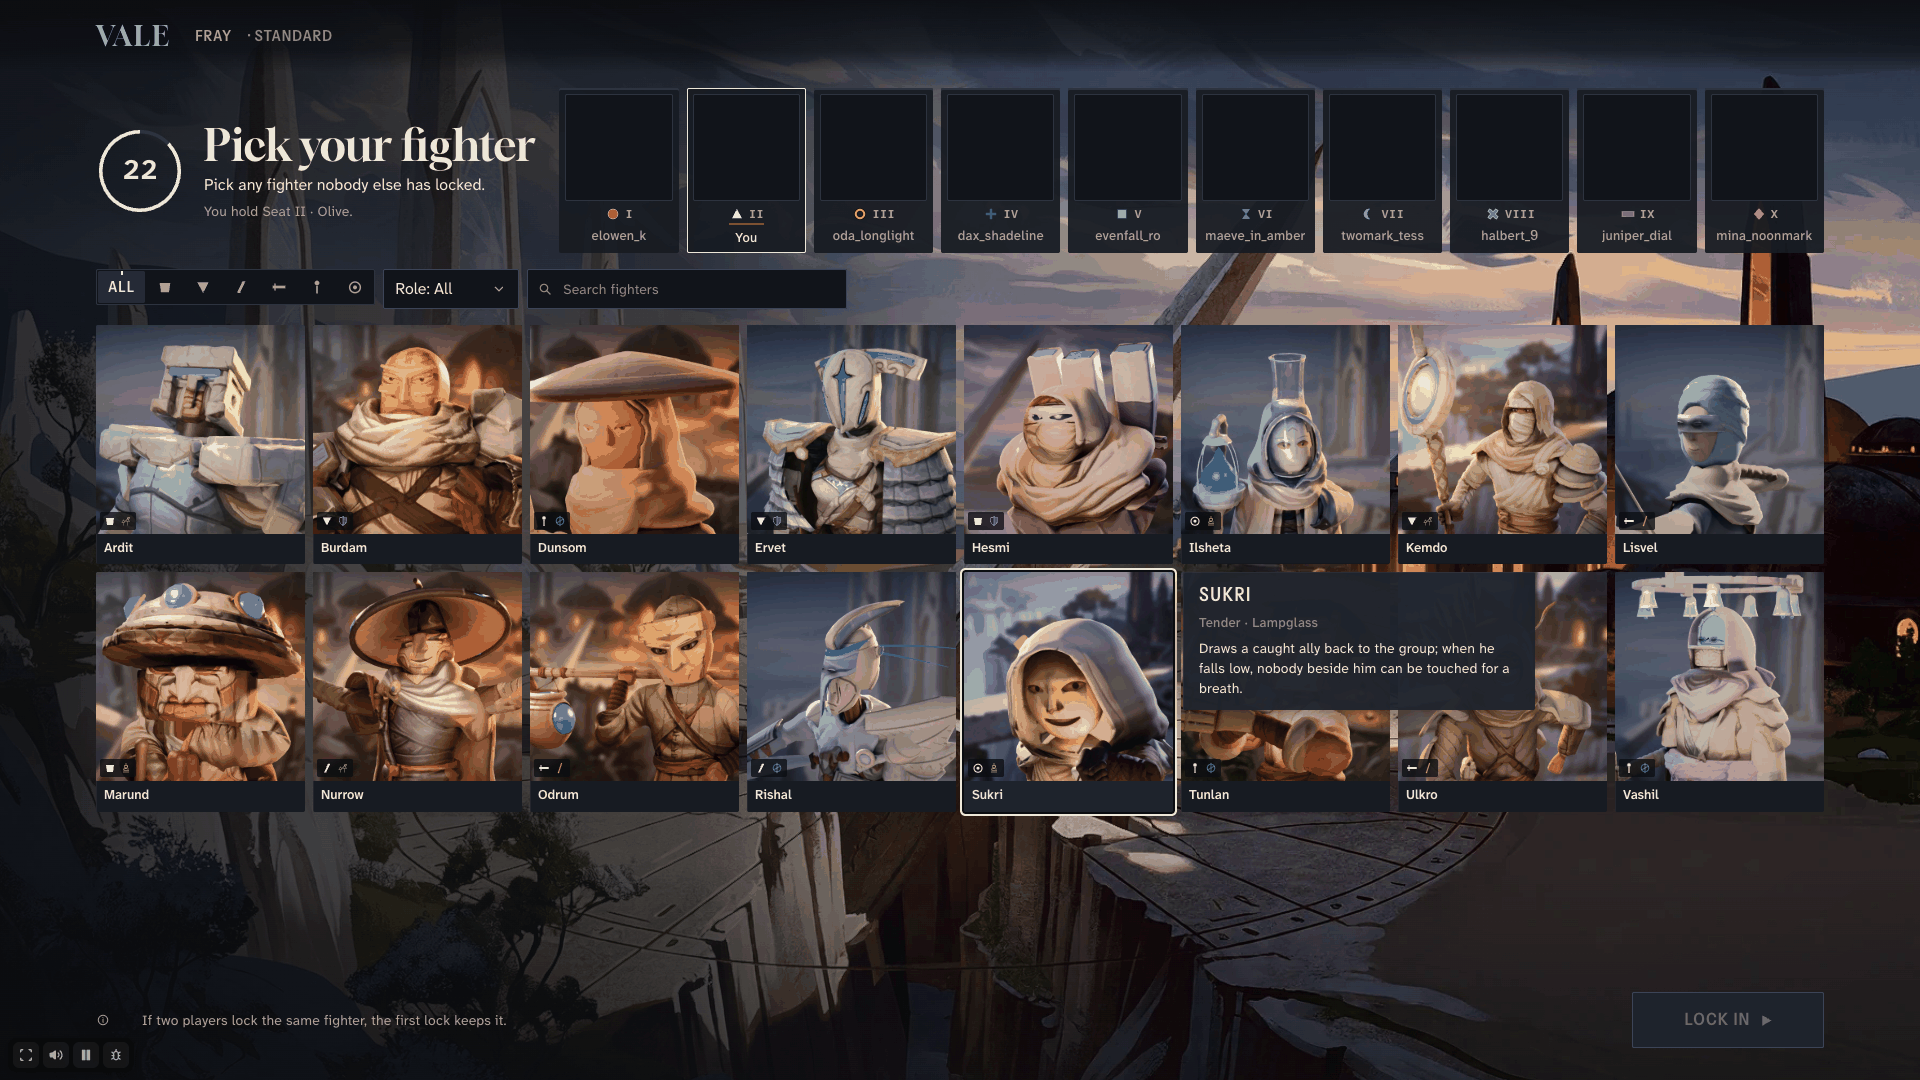 VALE FRAY · STANDARD
22
Pick your fighter
Pick any fighter nobody else has locked.
You hold Seat II · Olive.
I
elowen_k
II
You
III
oda_longlight
IV
dax_shadeline
V
evenfall_ro
VI
maeve_in_amber
VII
twomark_tess
VIII
halbert_9
IX
juniper_dial
X
mina_noonmark
ALL
Role: All
Search fighters
Ardit
Burdam
Dunsom
Ervet
Hesmi
Ilsheta
Kemdo
Lisvel
Marund
Nurrow
Odrum
Rishal
Sukri
SUKRI
Tender · Lampglass
Draws a caught ally back to the group; when he
falls low, nobody beside him can be touched for a
breath.
Tunlan
Ulkro
Vashil
If two players lock the same fighter, the first lock keeps it.
LOCK IN